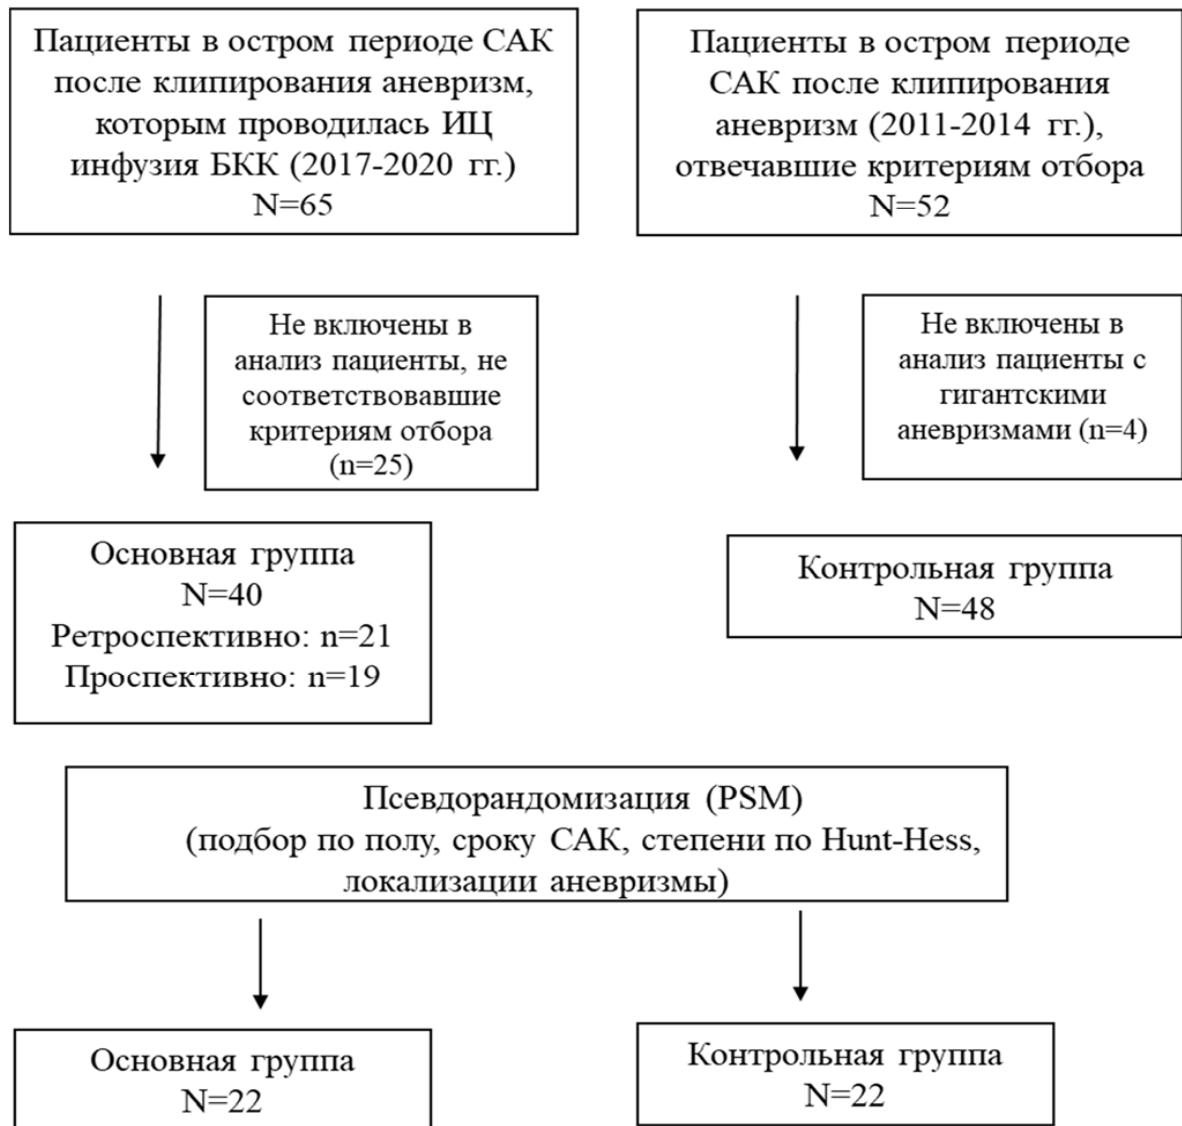 Пациенты в остром периоде САК
после клипирования аневризм,
которым проводилась ИЦ
инфузия БКК (2017-2020 гг.)
N=65
Пациенты в остром периоде
САК после клипирования
аневризм (2011-2014 гг.),
отвечавшие критериям отбора
N=52
Не включены в
анализ пациенты, не
соответствовавшие
критериям отбора
(n=25)
Не включены в
анализ пациенты с
гигантскими
аневризмами (n=4)
Основная группа
N=40
Ретроспективно: n=21
Проспективно: n=19
Контрольная группа
N=48
Псевдорандомизация (PSM)
(подбор по полу, сроку САК, степени по Hunt-Hess,
локализации аневризмы)
Основная группа
N=22
Контрольная группа
N=22